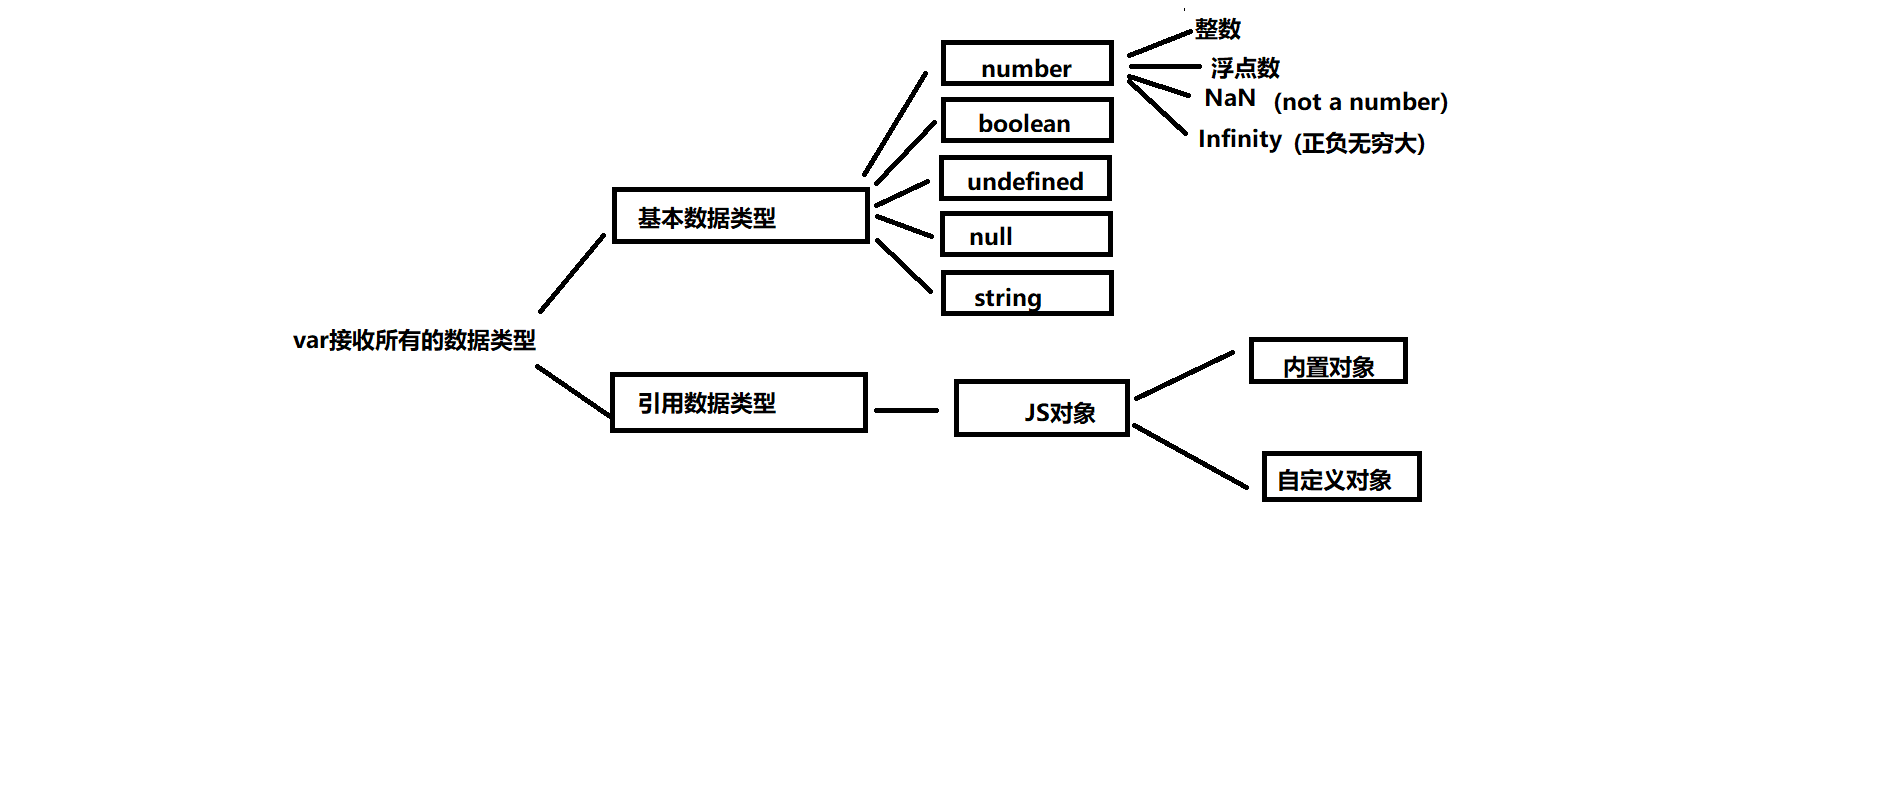 整数
number
浮点数
NaN (not a number)
boolean
Infinity (正负无穷大)
undefined
基本数据类型
null
string
var接收所有的数据类型
内置对象
引用数据类型
JS对象
自定义对象